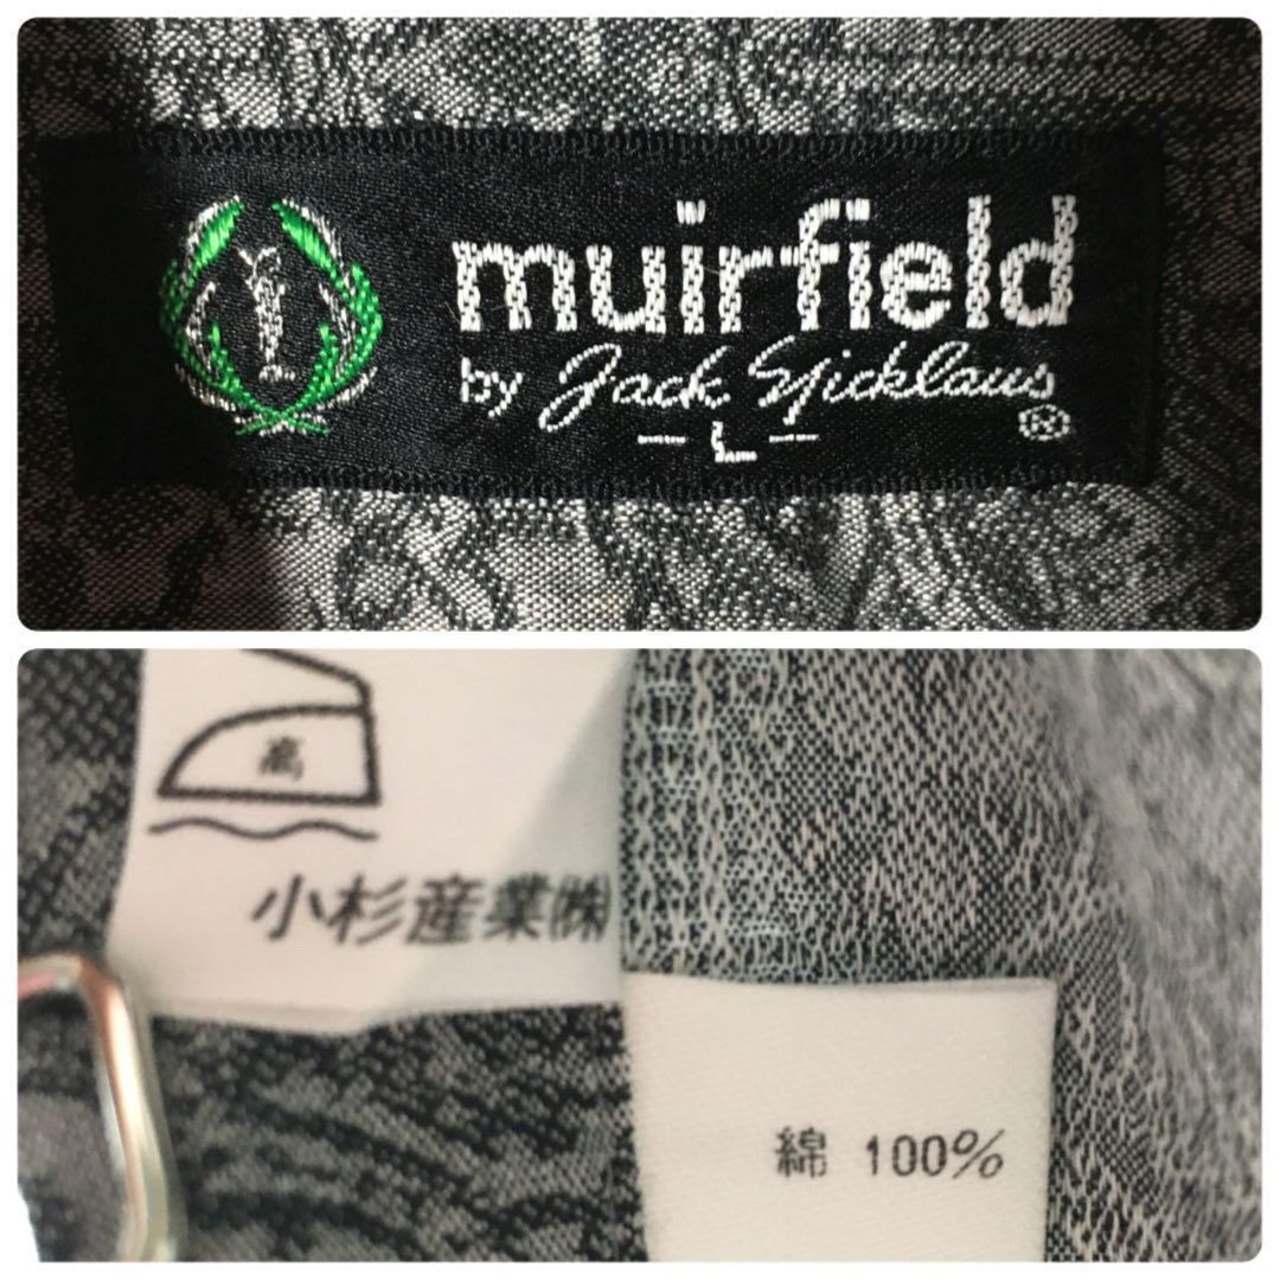 muirfield
by Jack Nicklaus
®
— L —
高
小杉産業㈱
綿 100%